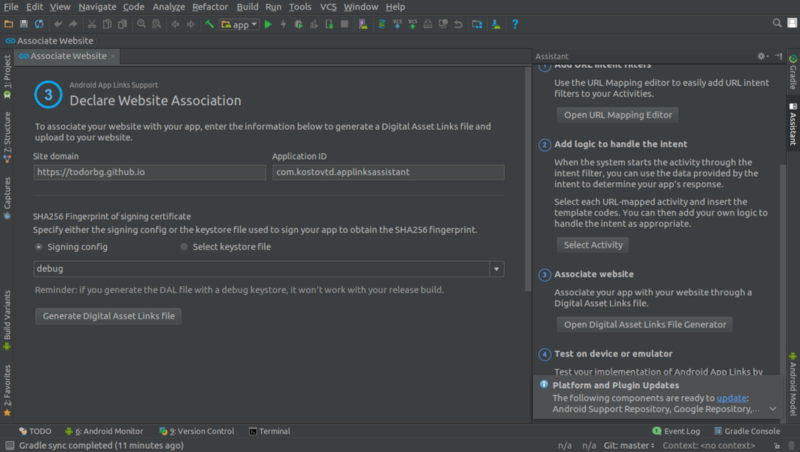 File Edit View Navigate Code Analyze Refactor Build Run Tools VCS Window Help
app
Associate Website
Associate Website
1: Project
7: Structure
Captures
Build Variants
2: Favorites
Android App Links Support
3 Declare Website Association
To associate your website with your app, enter the information below to generate a Digital Asset Links file and
upload to your website.
Site domain Application ID
https://todorbg.github.io com.kostovtd.applinksassistant
SHA256 Fingerprint of signing certificate
Specify either the signing config or the keystore file used to sign your app to obtain the SHA256 fingerprint.
Signing config Select keystore file
debug
Reminder: if you generate the DAL file with a debug keystore, it won't work with your release build.
Generate Digital Asset Links file
Assistant
1 Add URL intent filters
Use the URL Mapping editor to easily add URL intent
filters to your Activities.
Open URL Mapping Editor
2 Add logic to handle the intent
When the system starts the activity through the
intent filter, you can use the data provided by the
intent to determine your app's response.
Select each URL-mapped activity and insert the
template codes. You can then add your own logic to
handle the intent as appropriate.
Select Activity
3 Associate website
Associate your app with your website through a
Digital Asset Links file.
Open Digital Asset Links File Generator
4 Test on device or emulator
Test your implementation of Android App Links by
Platform and Plugin Updates
The following components are ready to update:
Android Support Repository, Google Repository,...
Gradle
Assistant
Android Model
TODO 6: Android Monitor 9: Version Control Terminal Event Log Gradle Console
Gradle sync completed (11 minutes ago) n/a n/a Git: master Context: <no context>